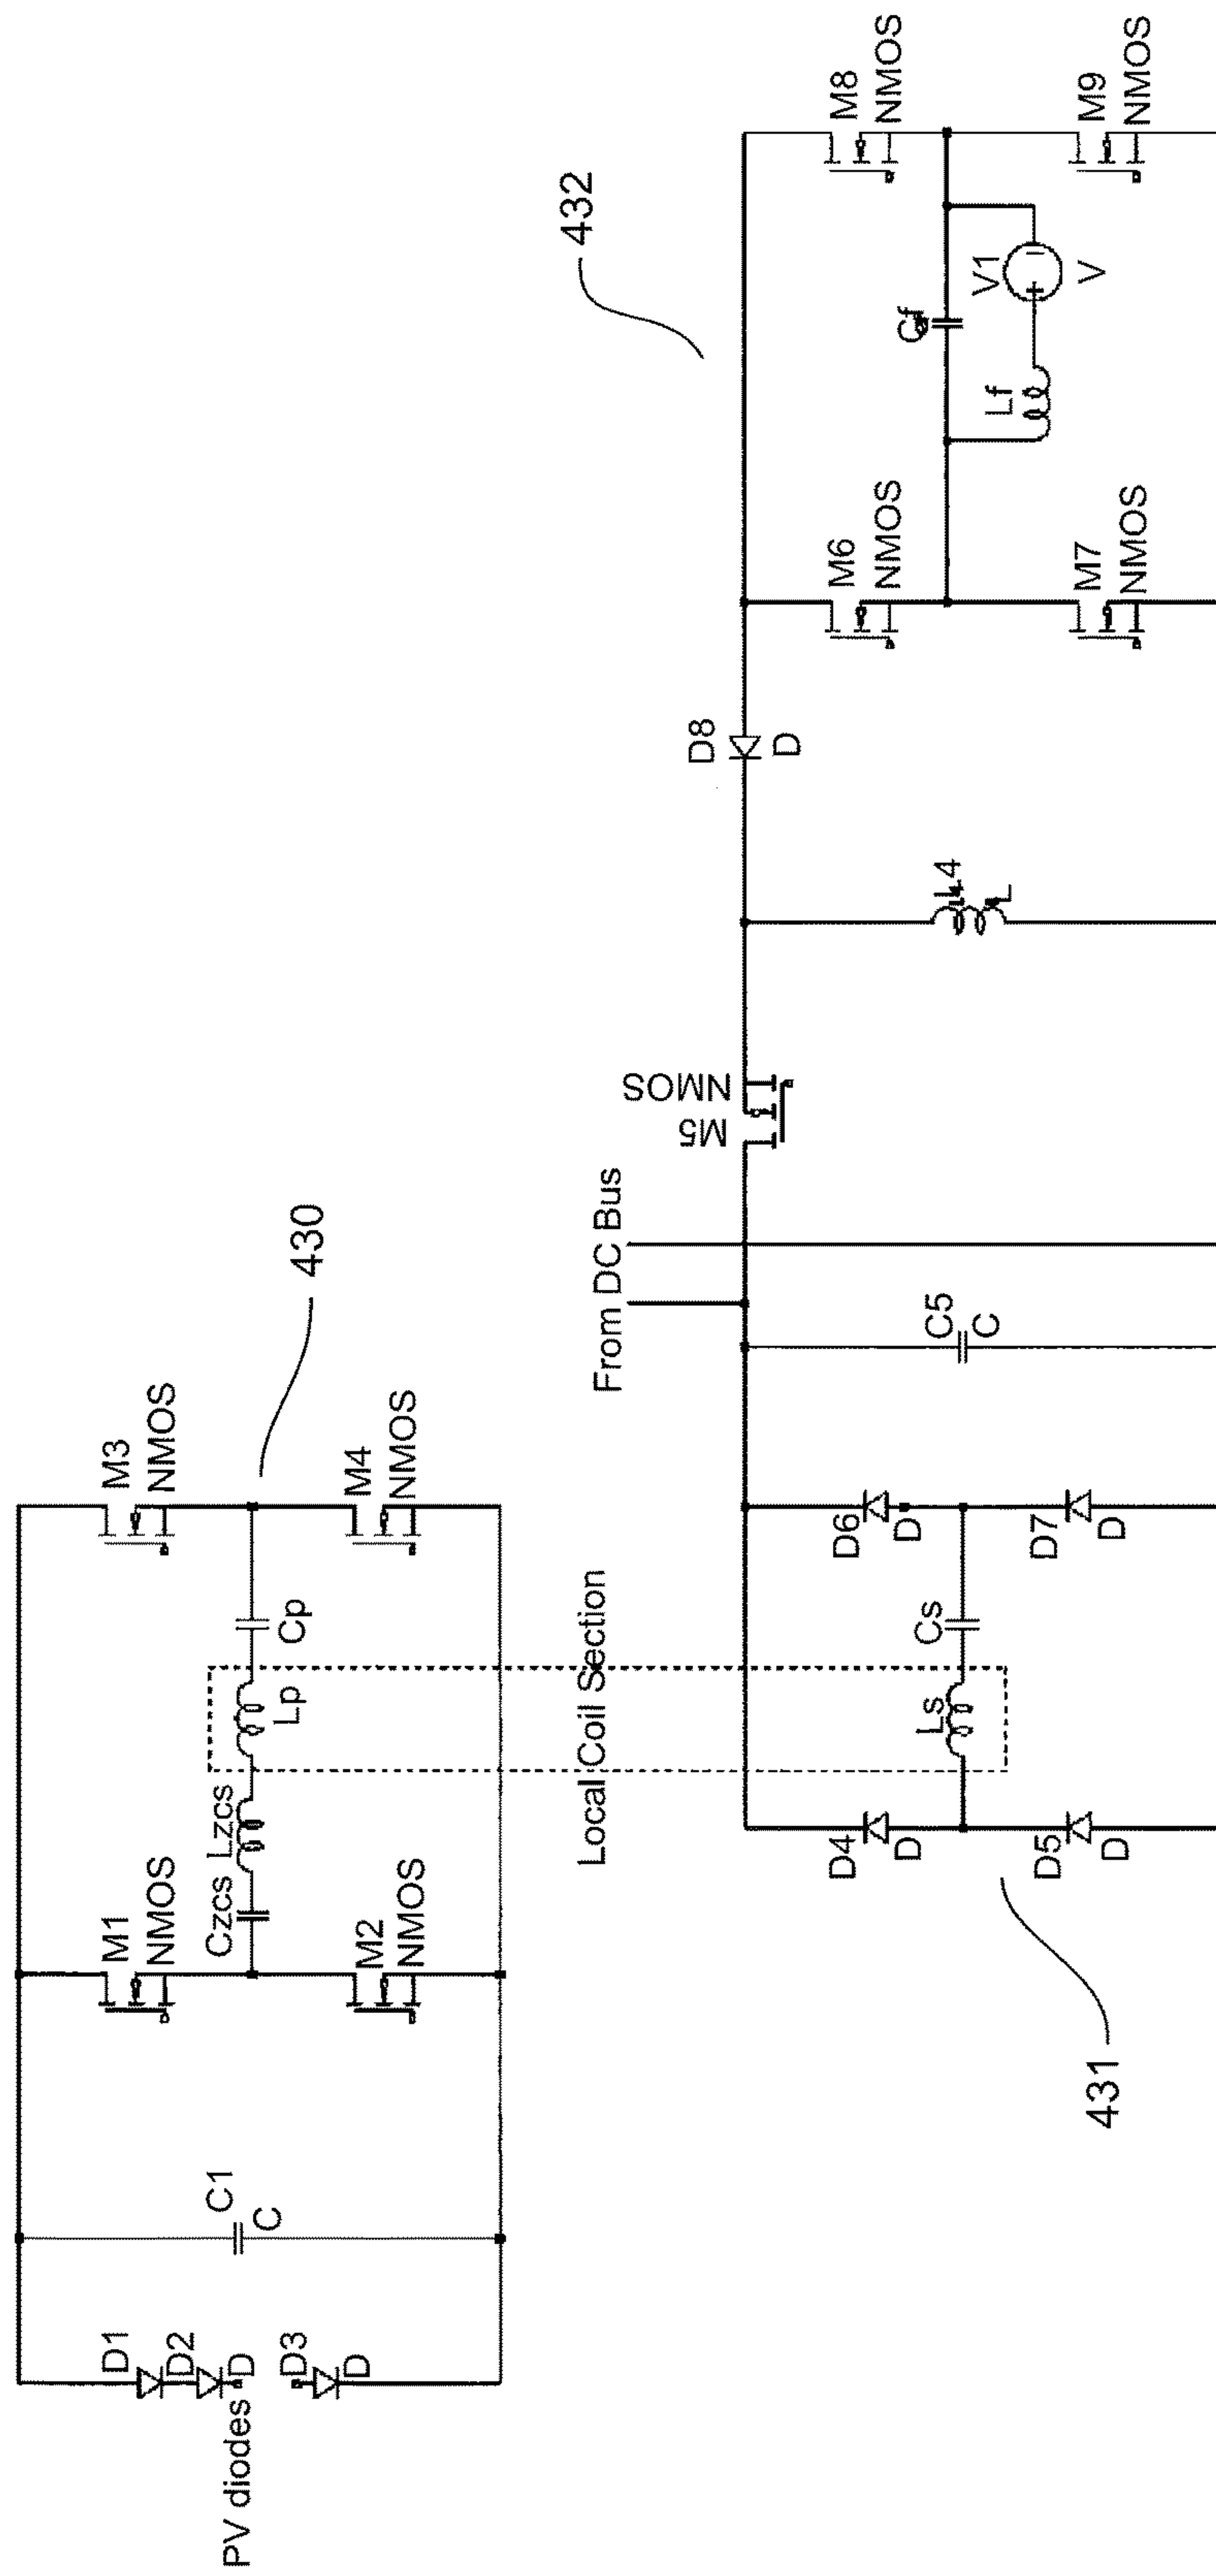 PV diodes
D1
D2
D
D3
D
C1
C
M1
NMOS
M2
NMOS
Czcs
Lzcs
Lp
Cp
M3
NMOS
M4
NMOS
430
Local Coil Section
431
D4
D
D5
D
Ls
Cs
D6
D
D7
D
C5
C
From DC Bus
M5
NMOS
L4
L
D8
D
432
M6
NMOS
M7
NMOS
Lf
Cf
V1
V
M8
NMOS
M9
NMOS